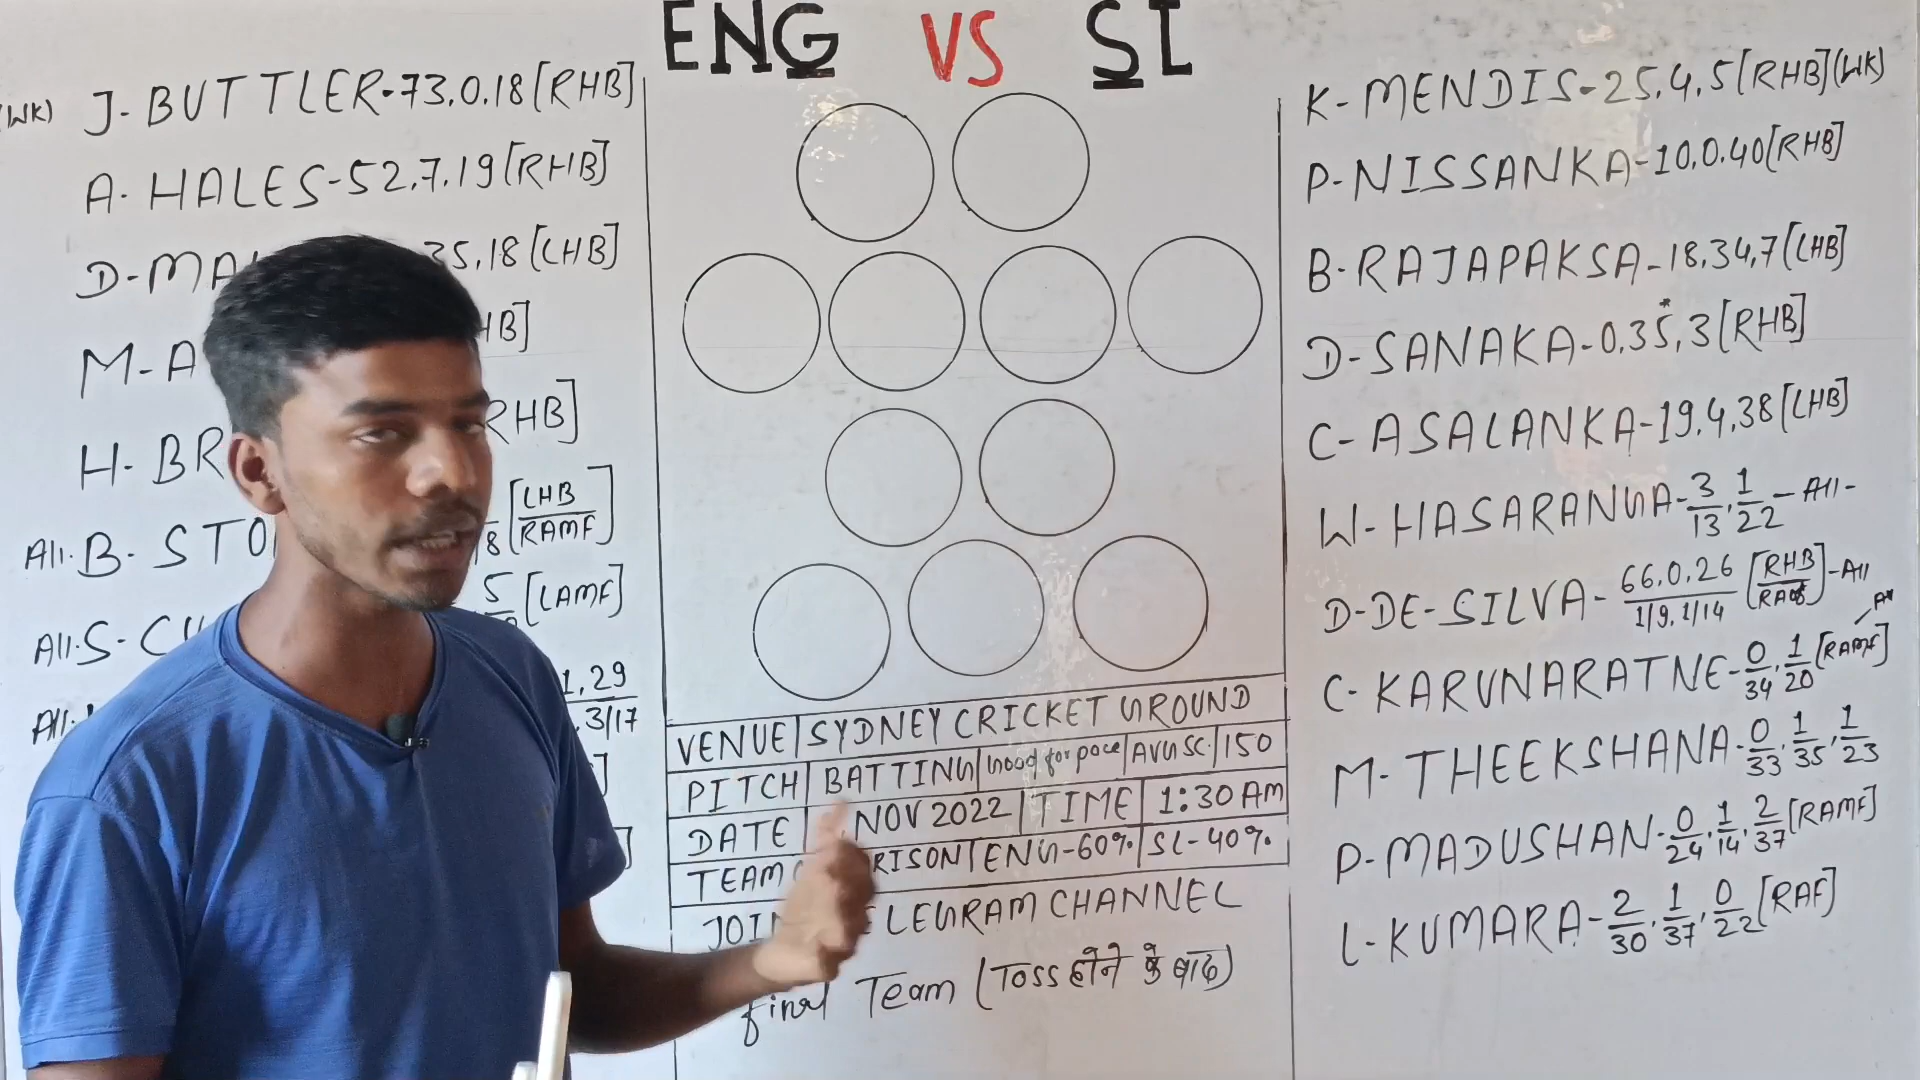 ENG VS SL
(WK) J-BUTTLER-73,0,18[RHB]
A-HALES-52,7,19[RHB]
35,18[LHB]
M-A
HB]
H-BR
RHB]
All.B-STO
8[LHB/RAMF]
All.S-CU
5 [LAMF]
All.
1,29
3/17
K-MENDIS-25,4,5[RHB](WK)
P-NISSANKA-10,0,40[RHB]
B-RAJAPAKSA-18,34,7[LHB]
D-SANAKA-0,35*,3[RHB]
C-ASALANKA-19,4,38[LHB]
W-HASARANGA-3/13,1/22-All-
D-DE-SILVA-66,0,26 [RHB/]-All
1/9,1/14
C-KARUNARATNE-0/34,1/20[RAMF]
M-THEEKSHANA-0/33,1/35,1/23
P-MADUSHAN-0/24,1/14,2/37[RAMF]
L-KUMARA-2/30,1/37,0/22[RAF]
VENUE|SYDNEY CRICKET GROUND
PITCH|BATTING|Good for pace|AVG SC.|150
DATE NOV 2022|TIME|1:30 AM
TEAM RISON|ENG-60%|SL-40%
JOIN ELEGRAM CHANNEL
final Team (Toss होने के बाद)